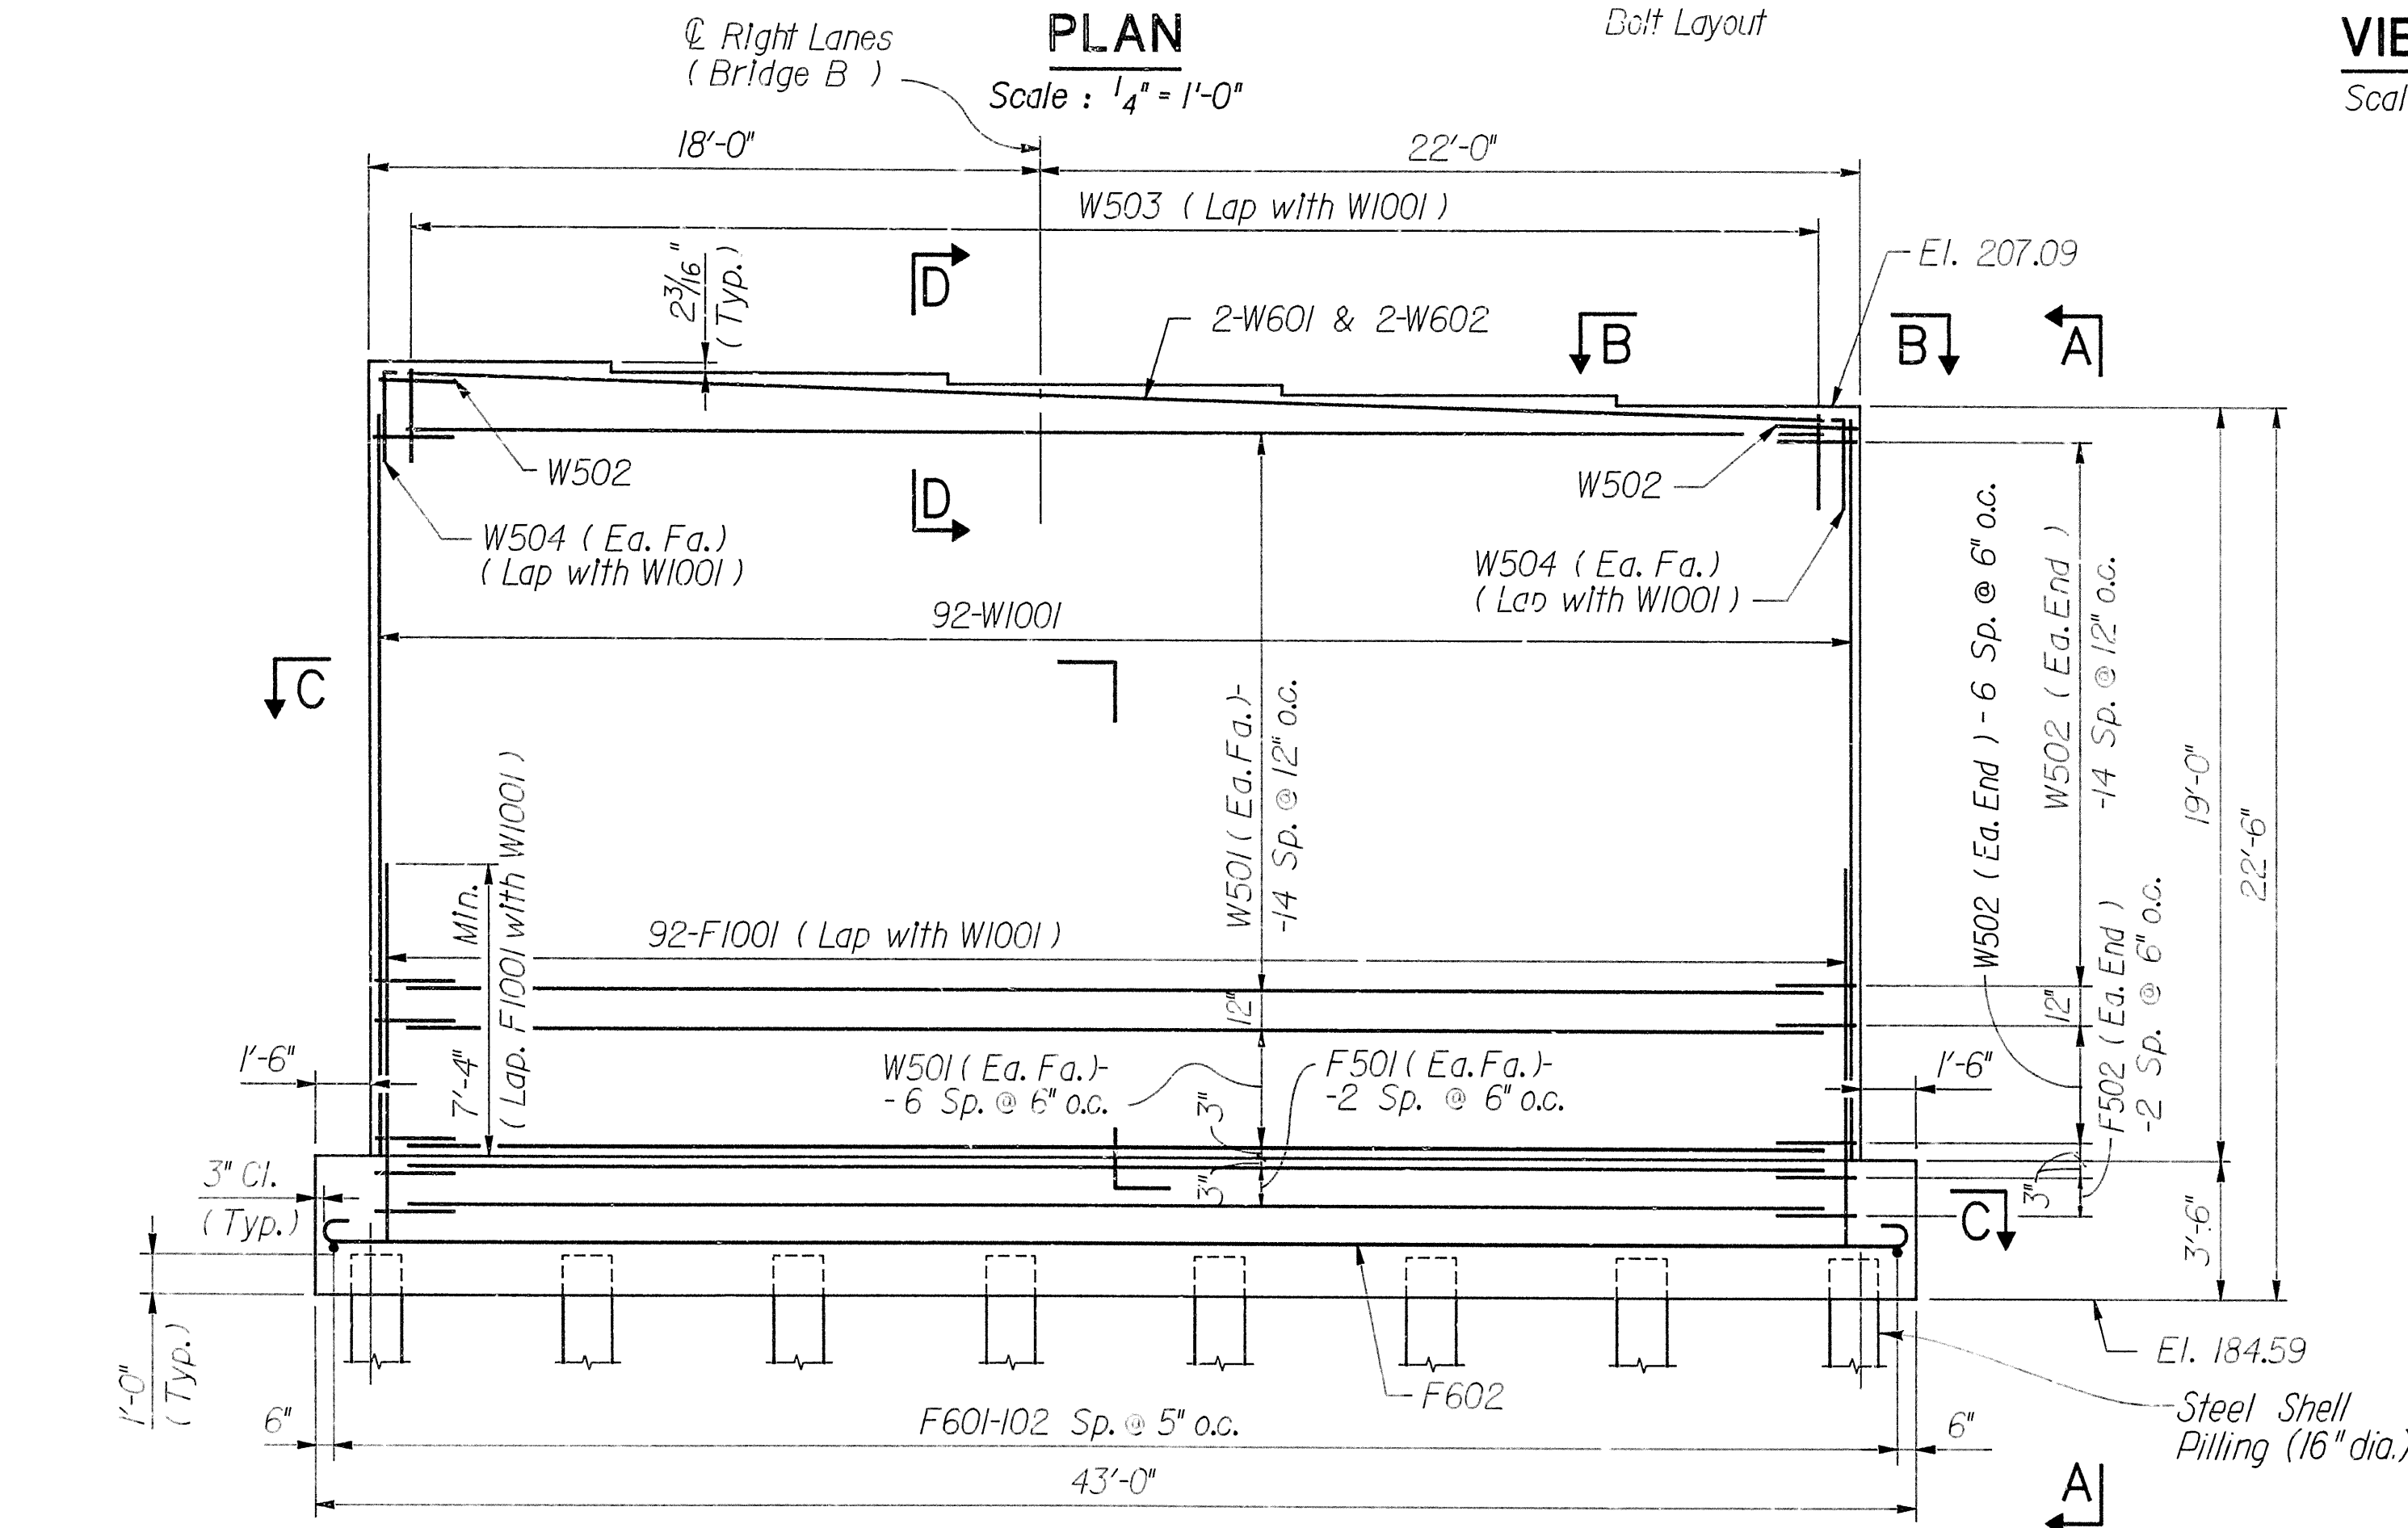 ℄ Right Lanes
( Bridge B )
PLAN
Scale : 1/4" = 1'-0"
Bolt Layout
VIE
Scal
18'-0"
22'-0"
W503 ( Lap with W1001 )
2 3/16 "
( Typ. )
D
El. 207.09
2-W601 & 2-W602
B
B
A
W502
D
W502
W504 ( Ea. Fa.)
( Lap with W1001 )
W504 ( Ea. Fa.)
( Lap with W1001 )
92-W1001
C
W501 ( Ea.Fa.)-
-14 Sp. @ 12" o.c.
W502 ( Ea. End ) - 6 Sp. @ 6" o.c.
W502 ( Ea. End )
-14 Sp. @ 12" o.c.
19'-0"
22'-6"
7'-4" Min.
( Lap. F1001 with W1001 )
92-F1001 ( Lap with W1001 )
12"
12"
F502 ( Ea. End )
-2 Sp. @ 6" o.c.
1'-6"
W501 ( Ea. Fa.)-
- 6 Sp. @ 6" o.c.
3"
F501 ( Ea.Fa.)-
-2 Sp. @ 6" o.c.
1'-6"
3" Cl.
( Typ. )
3"
3"
C
3'-6"
1'-0"
( Typ. )
El. 184.59
F602
Steel Shell
Pilling (16" dia.)
6"
F601-102 Sp. @ 5" o.c.
6"
43'-0"
A